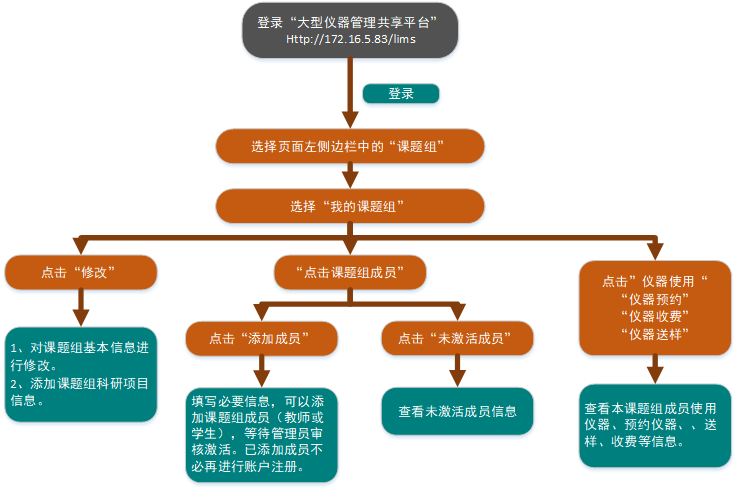 登录“大型仪器管理共享平台”
Http://172.16.5.83/lims
登录
选择页面左侧边栏中的“课题组”
选择“我的课题组”
点击“修改”
“点击课题组成员”
点击”仪器使用“
“仪器预约”
“仪器收费”
“仪器送样”
点击“添加成员”
点击“未激活成员”
1、对课题组基本信息进
行修改。
2、添加课题组科研项目
信息。
填写必要信息，可以添
加课题组成员（教师或
学生），等待管理员审
核激活。已添加成员不
必再进行账户注册。
查看未激活成员信息
查看本课题组成员使用
仪器、预约仪器、、送
样、收费等信息。